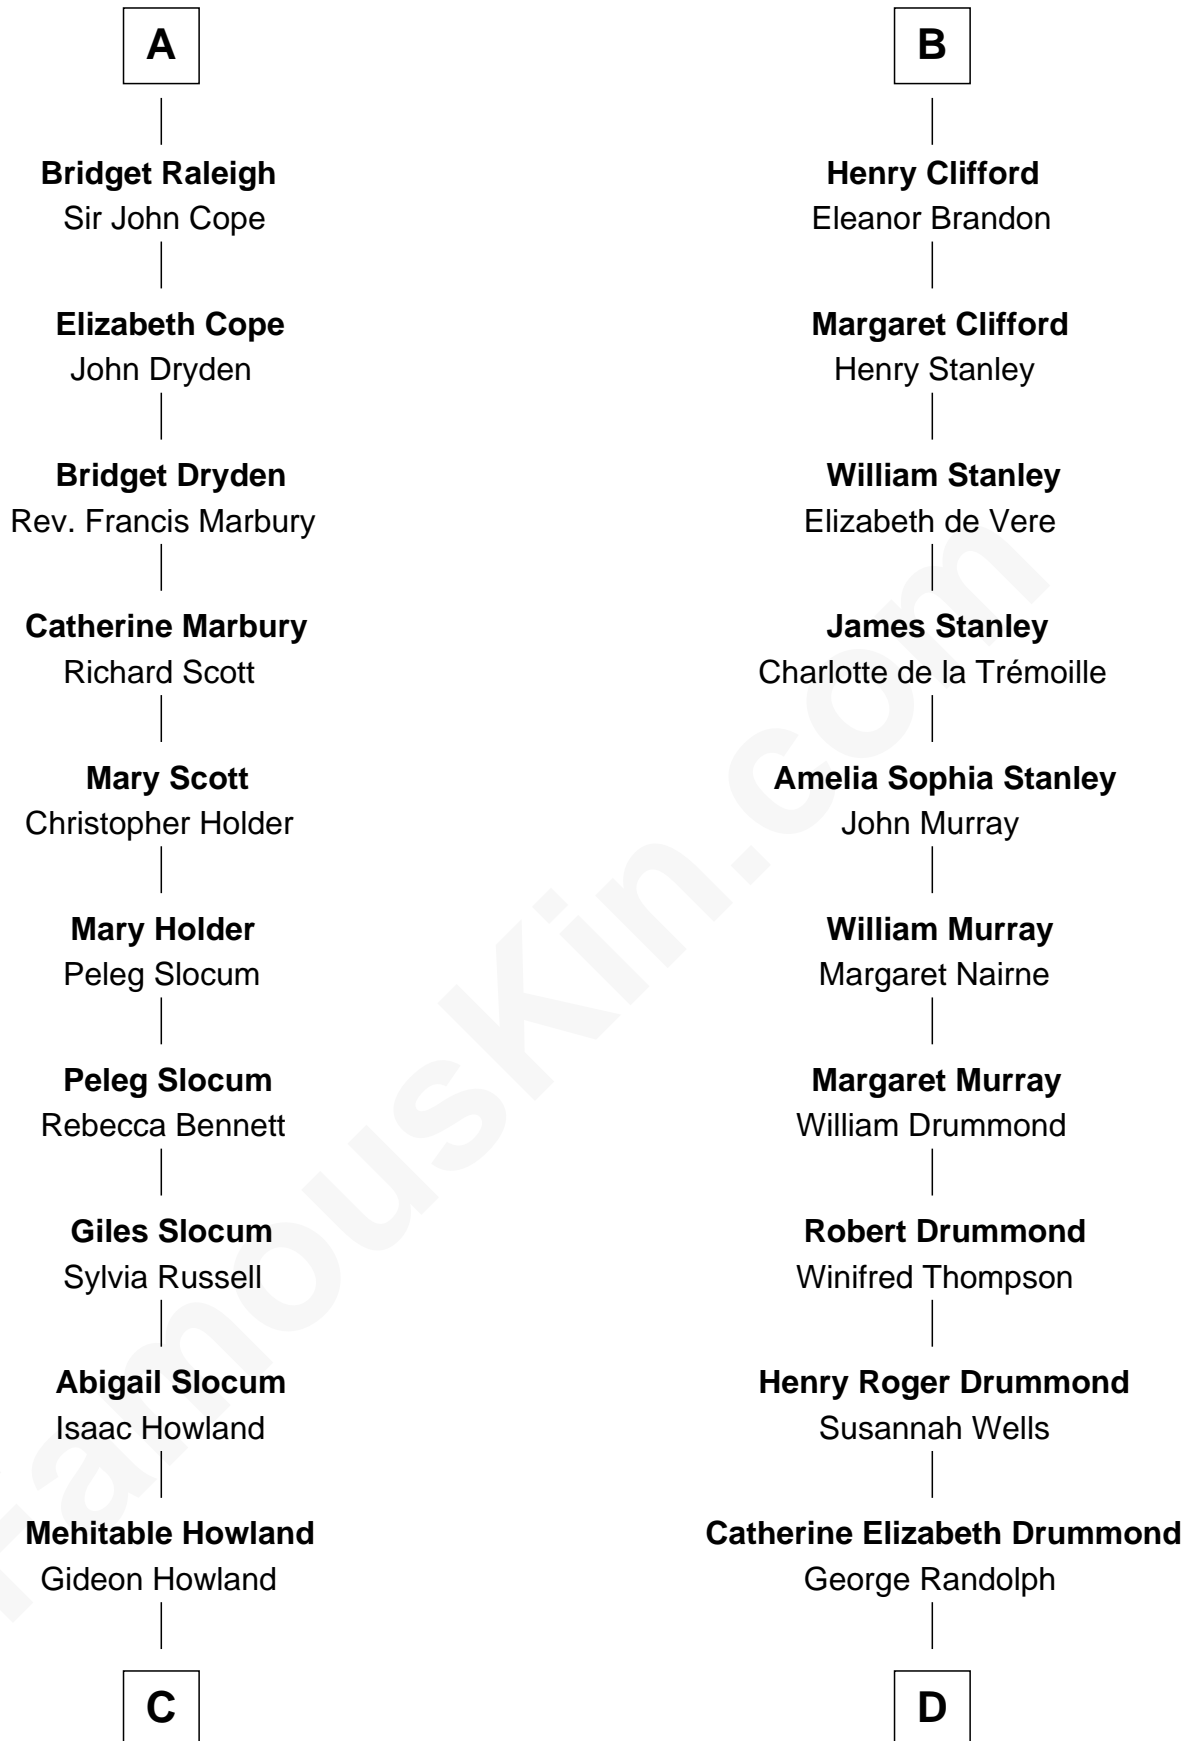 A
Bridget Raleigh
Sir John Cope
Elizabeth Cope
John Dryden
Bridget Dryden
Rev. Francis Marbury
Catherine Marbury
Richard Scott
Mary Scott
Christopher Holder
Mary Holder
Peleg Slocum
Peleg Slocum
Rebecca Bennett
Giles Slocum
Sylvia Russell
Abigail Slocum
Isaac Howland
Mehitable Howland
Gideon Howland
C
B
Henry Clifford
Eleanor Brandon
Margaret Clifford
Henry Stanley
William Stanley
Elizabeth de Vere
James Stanley
Charlotte de la Trémoille
Amelia Sophia Stanley
John Murray
William Murray
Margaret Nairne
Margaret Murray
William Drummond
Robert Drummond
Winifred Thompson
Henry Roger Drummond
Susannah Wells
Catherine Elizabeth Drummond
George Randolph
D
FamousKin.com